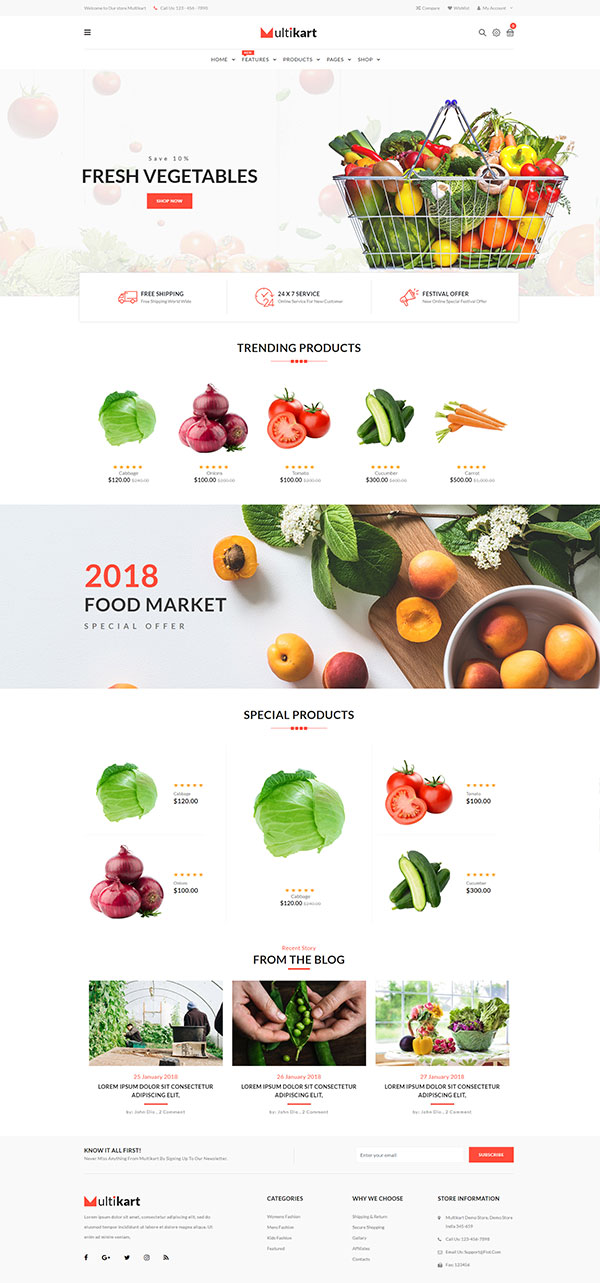 Welcome to Our store Multikart
Call Us: 123 - 456 - 7898
Compare
Wishlist
My Account
ultikart
HOME
FEATURES
NEW
PRODUCTS
PAGES
SHOP
Save 10%
FRESH VEGETABLES
SHOP NOW
FREE SHIPPING
Free Shipping World Wide
24 X 7 SERVICE
Online Service For New Customer
24
FESTIVAL OFFER
New Online Special Festival Offer
TRENDING PRODUCTS
Cabbage
$120.00 $240.00
Onions
$100.00 $200.00
Tomato
$100.00 $200.00
Cucumber
$300.00 $600.00
Carrot
$500.00 $1,000.00
2018
FOOD MARKET
SPECIAL OFFER
SPECIAL PRODUCTS
Cabbage
$120.00
Onions
$100.00
Cabbage
$120.00 $240.00
Tomato
$100.00
Cucumber
$300.00
Recent Story
FROM THE BLOG
25 January 2018
LOREM IPSUM DOLOR SIT CONSECTETUR
ADIPISCING ELIT,
by: John Dio , 2 Comment
26 January 2018
LOREM IPSUM DOLOR SIT CONSECTETUR
ADIPISCING ELIT,
by: John Dio , 2 Comment
27 January 2018
LOREM IPSUM DOLOR SIT CONSECTETUR
ADIPISCING ELIT,
by: John Dio , 2 Comment
KNOW IT ALL FIRST!
Never Miss Anything From Multikart By Signing Up To Our Newsletter.
Enter your email
SUBSCRIBE
ultikart
Lorem ipsum dolor sit amet, consectetur adipiscing elit, sed
do eiusmod tempor incididunt ut labore et dolore magna aliqua. Ut
enim ad minim veniam
CATEGORIES
Womens Fashion
Mens Fashion
Kids Fashion
Featured
WHY WE CHOOSE
Shipping & Return
Secure Shopping
Gallary
Affiliates
Contacts
STORE INFORMATION
Multikart Demo Store, Demo Store
India 345-659
Call Us: 123-456-7898
Email Us: Support@Fiot.Com
Fax: 123456